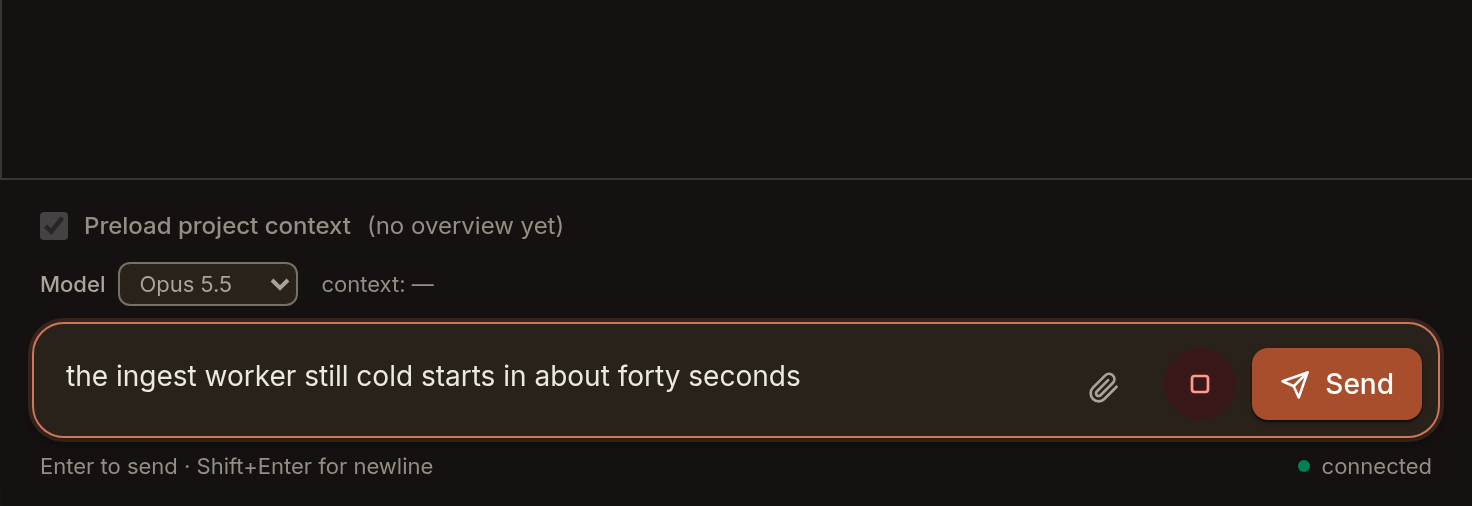 Preload project context (no overview yet)
Model Opus 5.5 context: —
the ingest worker still cold starts in about forty seconds
Send
Enter to send · Shift+Enter for newline
connected